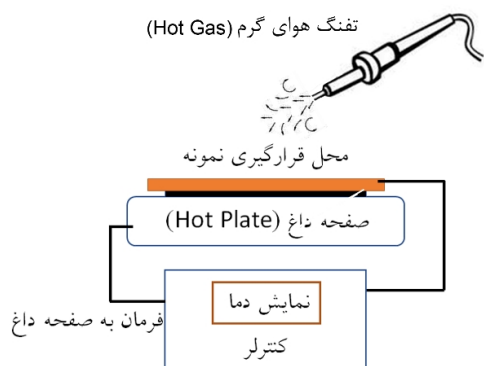 تفنگ هوای گرم (Hot Gas)
محل قرارگیری نمونه
صفحه داغ (Hot Plate)
نمایش دما
فرمان به صفحه داغ
کنترلر